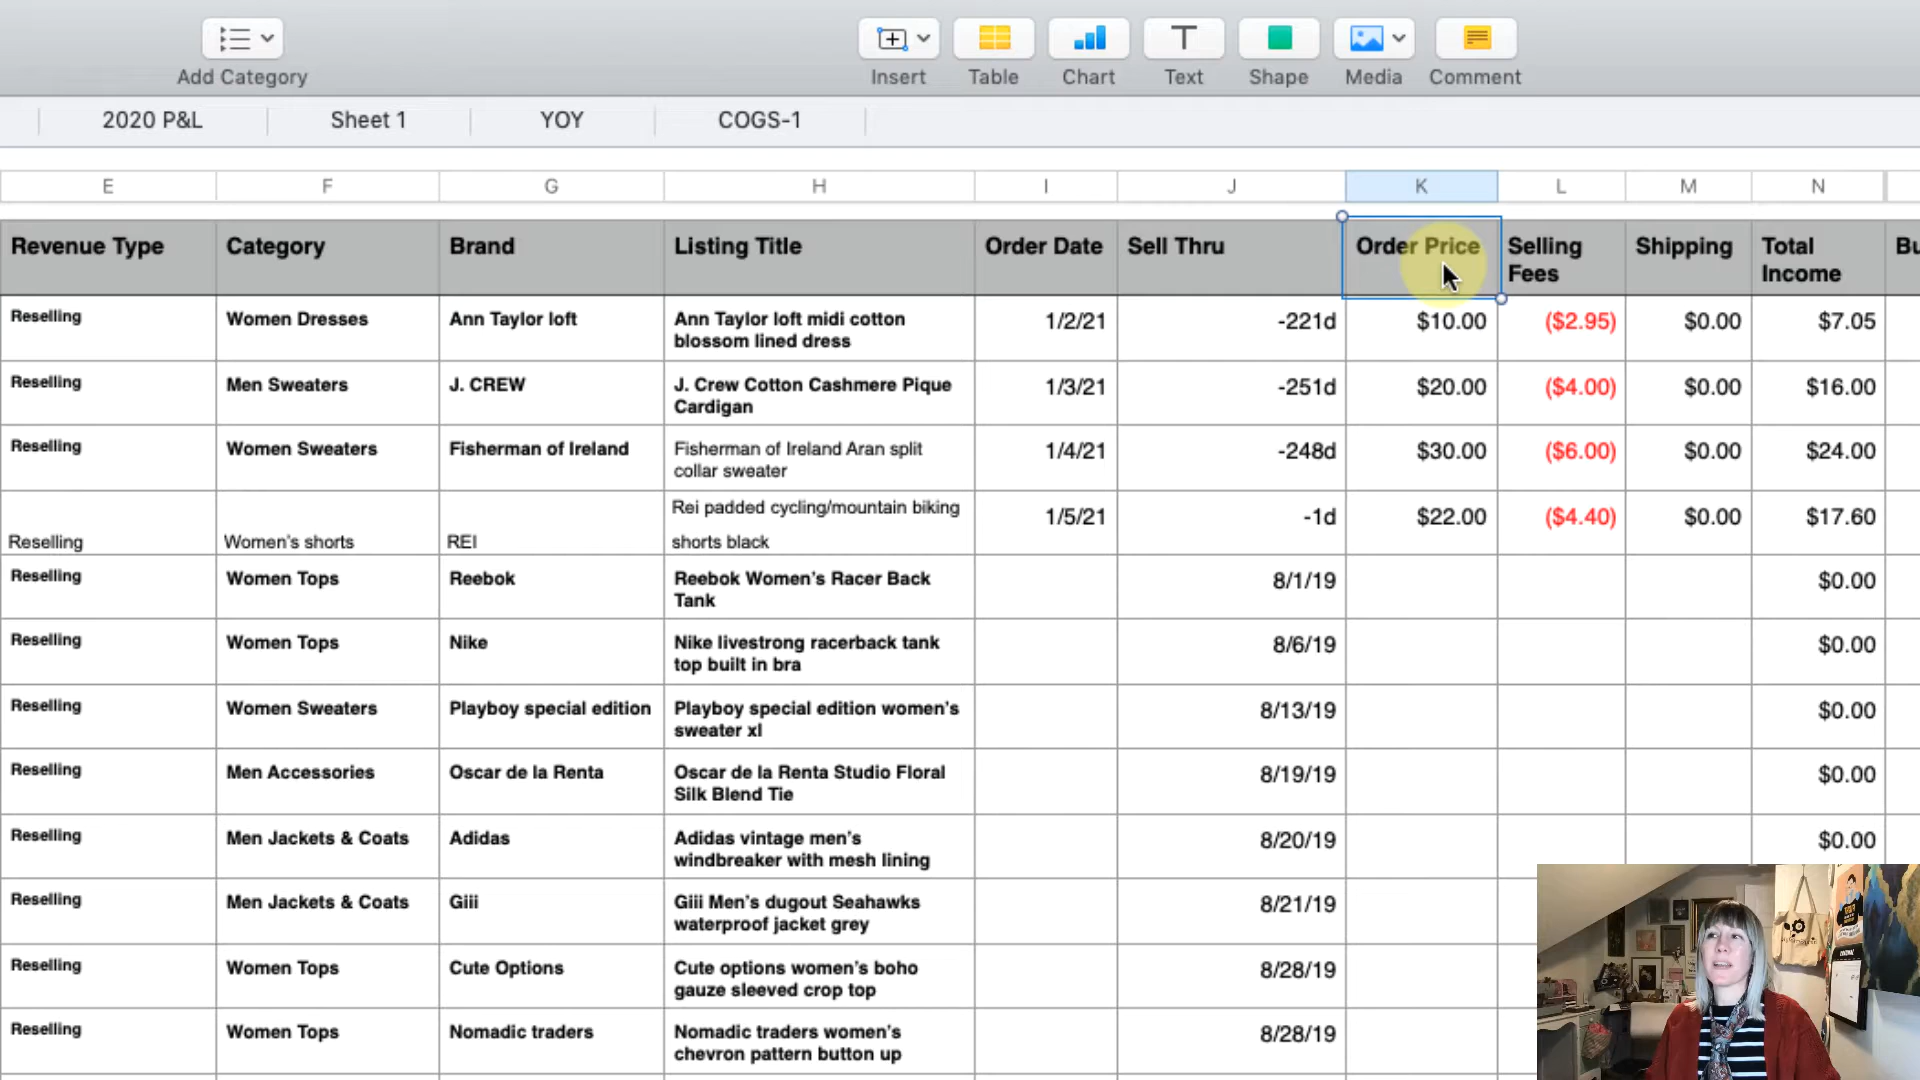 Add Category
Insert
Table
Chart
Text
Shape
Media
Comment
2020 P&L
Sheet 1
YOY
COGS-1
E F G H I J K L M N
Revenue Type Category Brand Listing Title Order Date Sell Thru Order Price Selling Shipping Total Bu
Fees Income
Reselling Women Dresses Ann Taylor loft Ann Taylor loft midi cotton 1/2/21 -221d $10.00 ($2.95) $0.00 $7.05
blossom lined dress
Reselling Men Sweaters J. CREW J. Crew Cotton Cashmere Pique 1/3/21 -251d $20.00 ($4.00) $0.00 $16.00
Cardigan
Reselling Women Sweaters Fisherman of Ireland Fisherman of Ireland Aran split 1/4/21 -248d $30.00 ($6.00) $0.00 $24.00
collar sweater
Rei padded cycling/mountain biking 1/5/21 -1d $22.00 ($4.40) $0.00 $17.60
Reselling Women's shorts REI shorts black
Reselling Women Tops Reebok Reebok Women's Racer Back 8/1/19 $0.00
Tank
Reselling Women Tops Nike Nike livestrong racerback tank 8/6/19 $0.00
top built in bra
Reselling Women Sweaters Playboy special edition Playboy special edition women's 8/13/19 $0.00
sweater xl
Reselling Men Accessories Oscar de la Renta Oscar de la Renta Studio Floral 8/19/19 $0.00
Silk Blend Tie
Reselling Men Jackets & Coats Adidas Adidas vintage men's 8/20/19 $0.00
windbreaker with mesh lining
Reselling Men Jackets & Coats Giii Giii Men's dugout Seahawks 8/21/19
waterproof jacket grey
Reselling Women Tops Cute Options Cute options women's boho 8/28/19
gauze sleeved crop top
Reselling Women Tops Nomadic traders Nomadic traders women's 8/28/19
chevron pattern button up